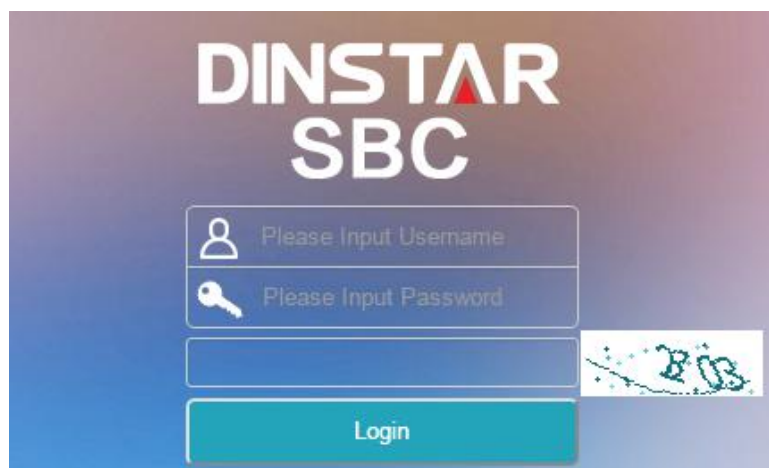 DINSTAR
SBC
Please Input Username
Please Input Password
Login